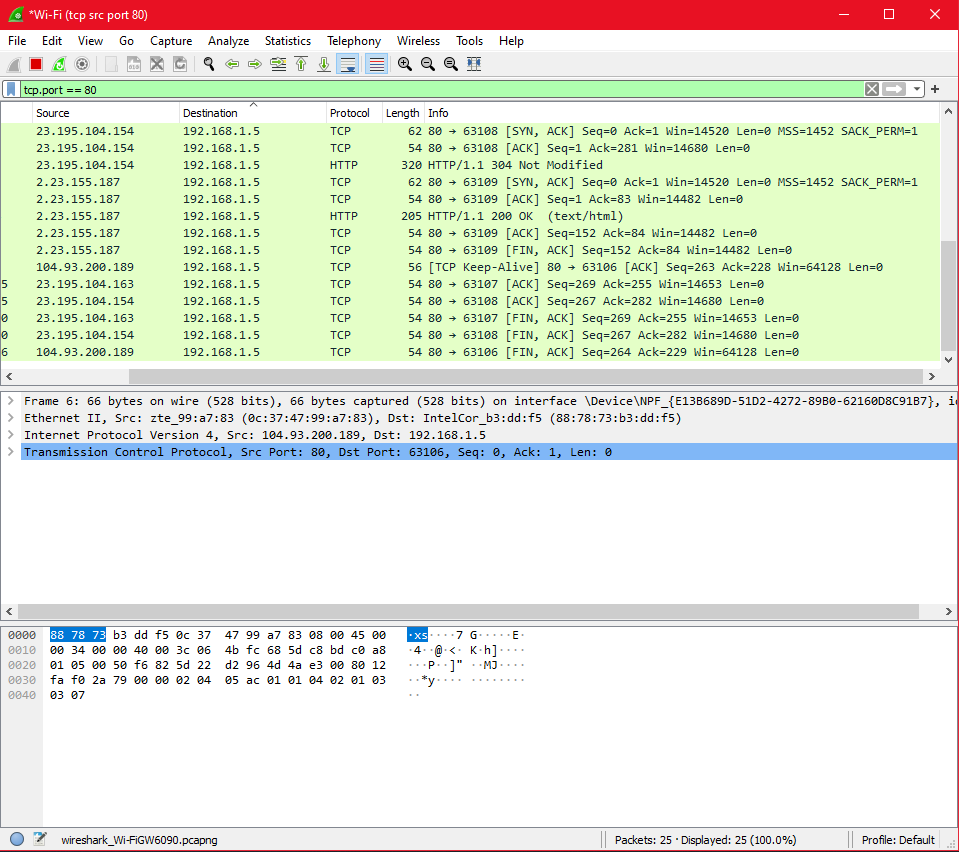 *Wi-Fi (tcp src port 80)
File Edit View Go Capture Analyze Statistics Telephony Wireless Tools Help
tcp.port == 80
Source Destination Protocol Length Info
23.195.104.154 192.168.1.5 TCP 62 80 → 63108 [SYN, ACK] Seq=0 Ack=1 Win=14520 Len=0 MSS=1452 SACK_PERM=1
23.195.104.154 192.168.1.5 TCP 54 80 → 63108 [ACK] Seq=1 Ack=281 Win=14680 Len=0
23.195.104.154 192.168.1.5 HTTP 320 HTTP/1.1 304 Not Modified
2.23.155.187 192.168.1.5 TCP 62 80 → 63109 [SYN, ACK] Seq=0 Ack=1 Win=14520 Len=0 MSS=1452 SACK_PERM=1
2.23.155.187 192.168.1.5 TCP 54 80 → 63109 [ACK] Seq=1 Ack=83 Win=14482 Len=0
2.23.155.187 192.168.1.5 HTTP 205 HTTP/1.1 200 OK (text/html)
2.23.155.187 192.168.1.5 TCP 54 80 → 63109 [ACK] Seq=152 Ack=84 Win=14482 Len=0
2.23.155.187 192.168.1.5 TCP 54 80 → 63109 [FIN, ACK] Seq=152 Ack=84 Win=14482 Len=0
104.93.200.189 192.168.1.5 TCP 56 [TCP Keep-Alive] 80 → 63106 [ACK] Seq=263 Ack=228 Win=64128 Len=0
5 23.195.104.163 192.168.1.5 TCP 54 80 → 63107 [ACK] Seq=269 Ack=255 Win=14653 Len=0
5 23.195.104.154 192.168.1.5 TCP 54 80 → 63108 [ACK] Seq=267 Ack=282 Win=14680 Len=0
0 23.195.104.163 192.168.1.5 TCP 54 80 → 63107 [FIN, ACK] Seq=269 Ack=255 Win=14653 Len=0
0 23.195.104.154 192.168.1.5 TCP 54 80 → 63108 [FIN, ACK] Seq=267 Ack=282 Win=14680 Len=0
6 104.93.200.189 192.168.1.5 TCP 54 80 → 63106 [FIN, ACK] Seq=264 Ack=229 Win=64128 Len=0
Frame 6: 66 bytes on wire (528 bits), 66 bytes captured (528 bits) on interface \Device\NPF_{E13B689D-51D2-4272-89B0-62160D8C91B7},
Ethernet II, Src: zte_99:a7:83 (0c:37:47:99:a7:83), Dst: IntelCor_b3:dd:f5 (88:78:73:b3:dd:f5)
Internet Protocol Version 4, Src: 104.93.200.189, Dst: 192.168.1.5
Transmission Control Protocol, Src Port: 80, Dst Port: 63106, Seq: 0, Ack: 1, Len: 0
0000 88 78 73 b3 dd f5 0c 37 47 99 a7 83 08 00 45 00 ·xs····7 G·····E·
0010 00 34 00 00 40 00 3c 06 4b fc 68 5d c8 bd c0 a8 ·4··@·<· K·h]····
0020 01 05 00 50 f6 82 5d 22 d2 96 4d 4a e3 00 80 12 ···P··]" ··MJ····
0030 fa f0 2a 79 00 00 02 04 05 ac 01 01 04 02 01 03 ··*y···· ········
0040 03 07 ··
wireshark_Wi-FiGW6090.pcapng Packets: 25 · Displayed: 25 (100.0%) Profile: Default